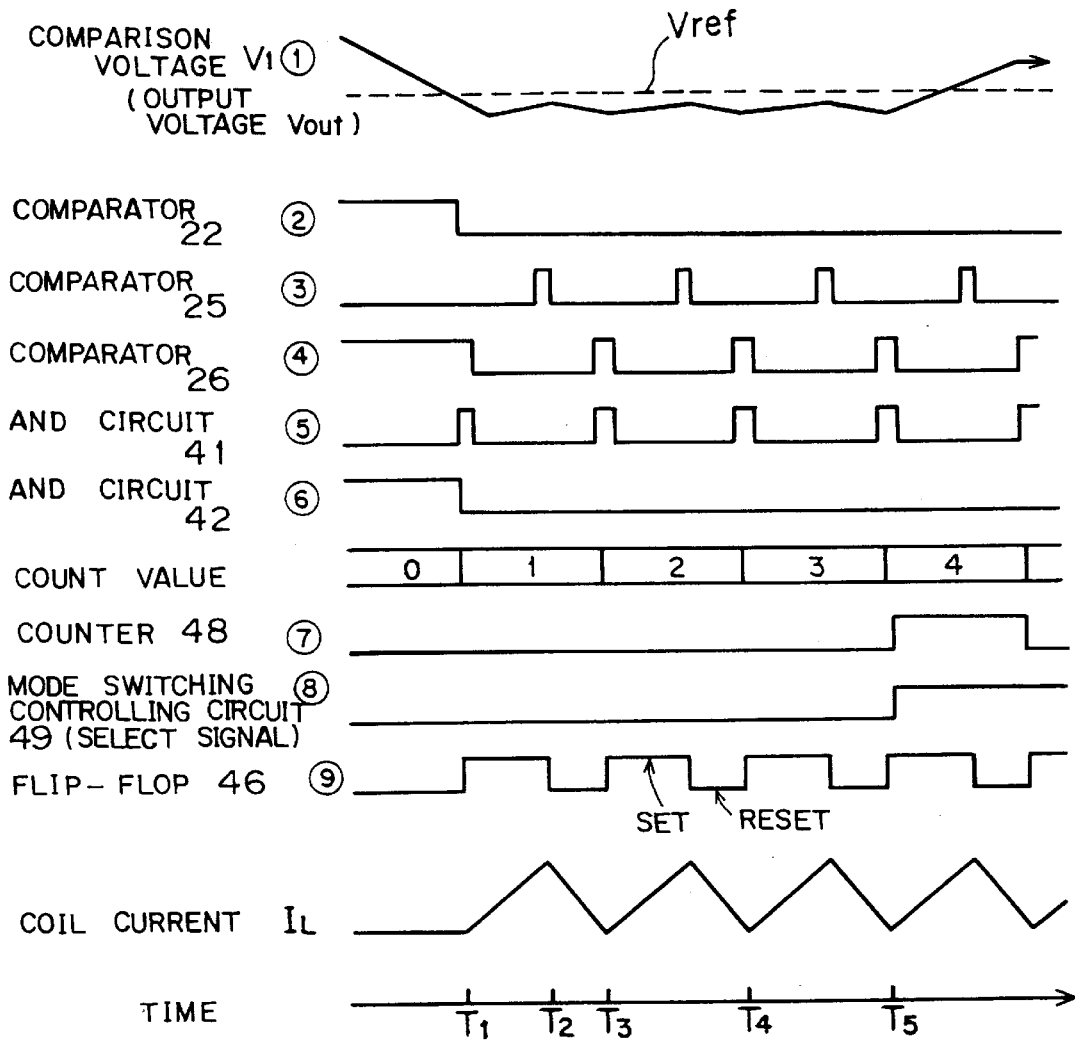 Vref
COMPARISON
VOLTAGE V1 ①
(OUTPUT
VOLTAGE Vout)
COMPARATOR
22 ②
COMPARATOR
25 ③
COMPARATOR
26 ④
AND CIRCUIT
41 ⑤
AND CIRCUIT
42 ⑥
COUNT VALUE 0 1 2 3 4
COUNTER 48 ⑦
MODE SWITCHING ⑧
CONTROLLING CIRCUIT
49 (SELECT SIGNAL)
FLIP-FLOP 46 ⑨
SET RESET
COIL CURRENT IL
TIME T1 T2 T3 T4 T5